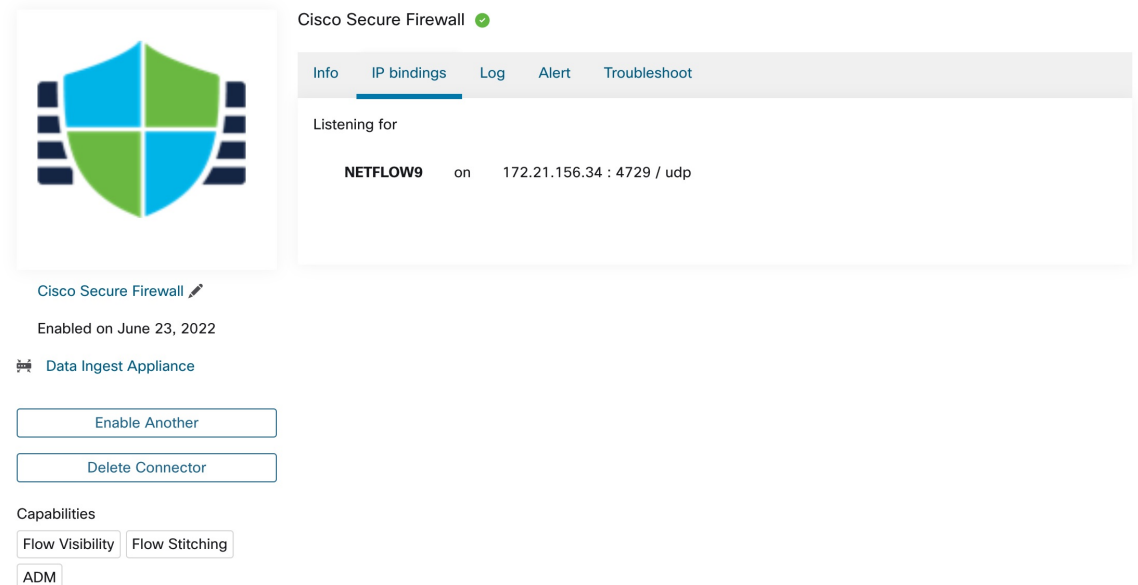 Cisco Secure Firewall
Info IP bindings Log Alert Troubleshoot
Listening for
NETFLOW9 on 172.21.156.34 : 4729 / udp
Cisco Secure Firewall
Enabled on June 23, 2022
Data Ingest Appliance
Enable Another
Delete Connector
Capabilities
Flow Visibility Flow Stitching
ADM